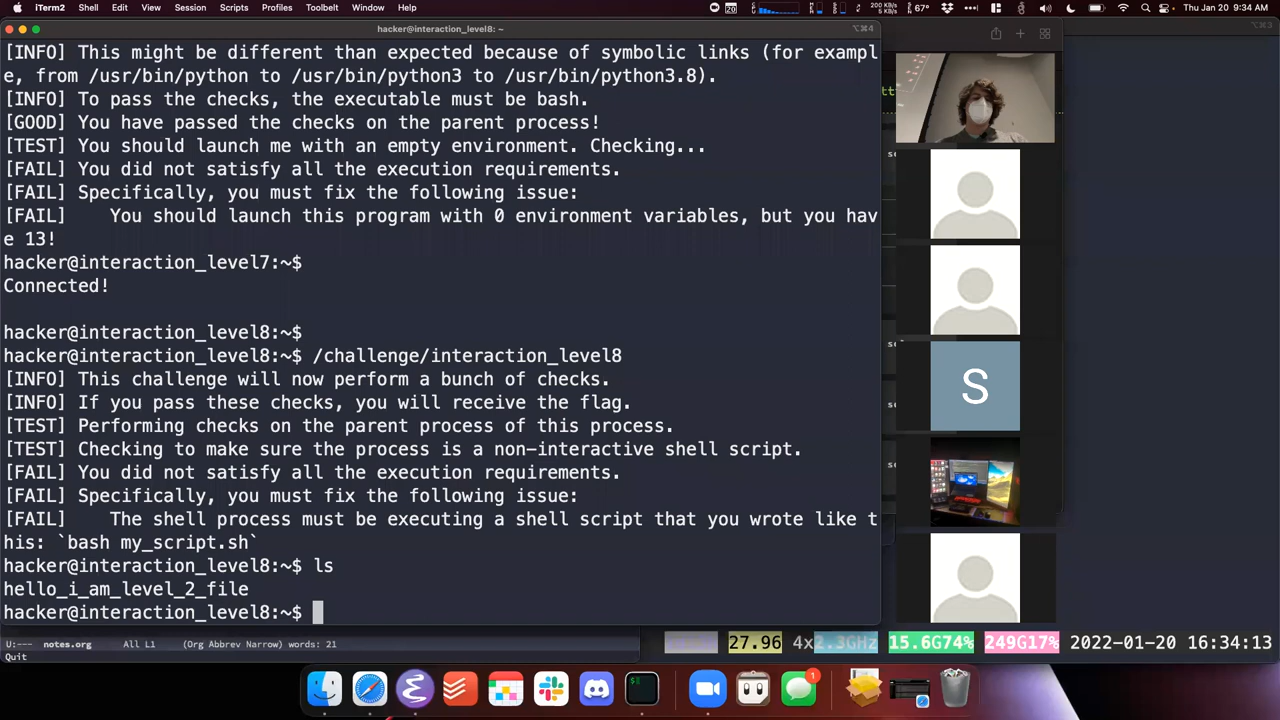 iTerm2 Shell Edit View Session Scripts Profiles Toolbelt Window Help
20
200 KB/s
5 KB/s
67°
Thu Jan 20 9:34 AM
hacker@interaction_level8: ~
⌥⌘4
⌥⌘3
[INFO] This might be different than expected because of symbolic links (for exampl
e, from /usr/bin/python to /usr/bin/python3 to /usr/bin/python3.8).
[INFO] To pass the checks, the executable must be bash.
[GOOD] You have passed the checks on the parent process!
[TEST] You should launch me with an empty environment. Checking...
[FAIL] You did not satisfy all the execution requirements.
[FAIL] Specifically, you must fix the following issue:
[FAIL]    You should launch this program with 0 environment variables, but you hav
e 13!
hacker@interaction_level7:~$
Connected!
hacker@interaction_level8:~$
hacker@interaction_level8:~$ /challenge/interaction_level8
[INFO] This challenge will now perform a bunch of checks.
[INFO] If you pass these checks, you will receive the flag.
[TEST] Performing checks on the parent process of this process.
[TEST] Checking to make sure the process is a non-interactive shell script.
[FAIL] You did not satisfy all the execution requirements.
[FAIL] Specifically, you must fix the following issue:
[FAIL]    The shell process must be executing a shell script that you wrote like t
his: `bash my_script.sh`
hacker@interaction_level8:~$ ls
hello_i_am_level_2_file
hacker@interaction_level8:~$
S
U:--- notes.org All L1 (Org Abbrev Narrow) words: 21
Quit
27.96 4x2.3GHz 15.6G74% 249G17% 2022-01-20 16:34:13
1